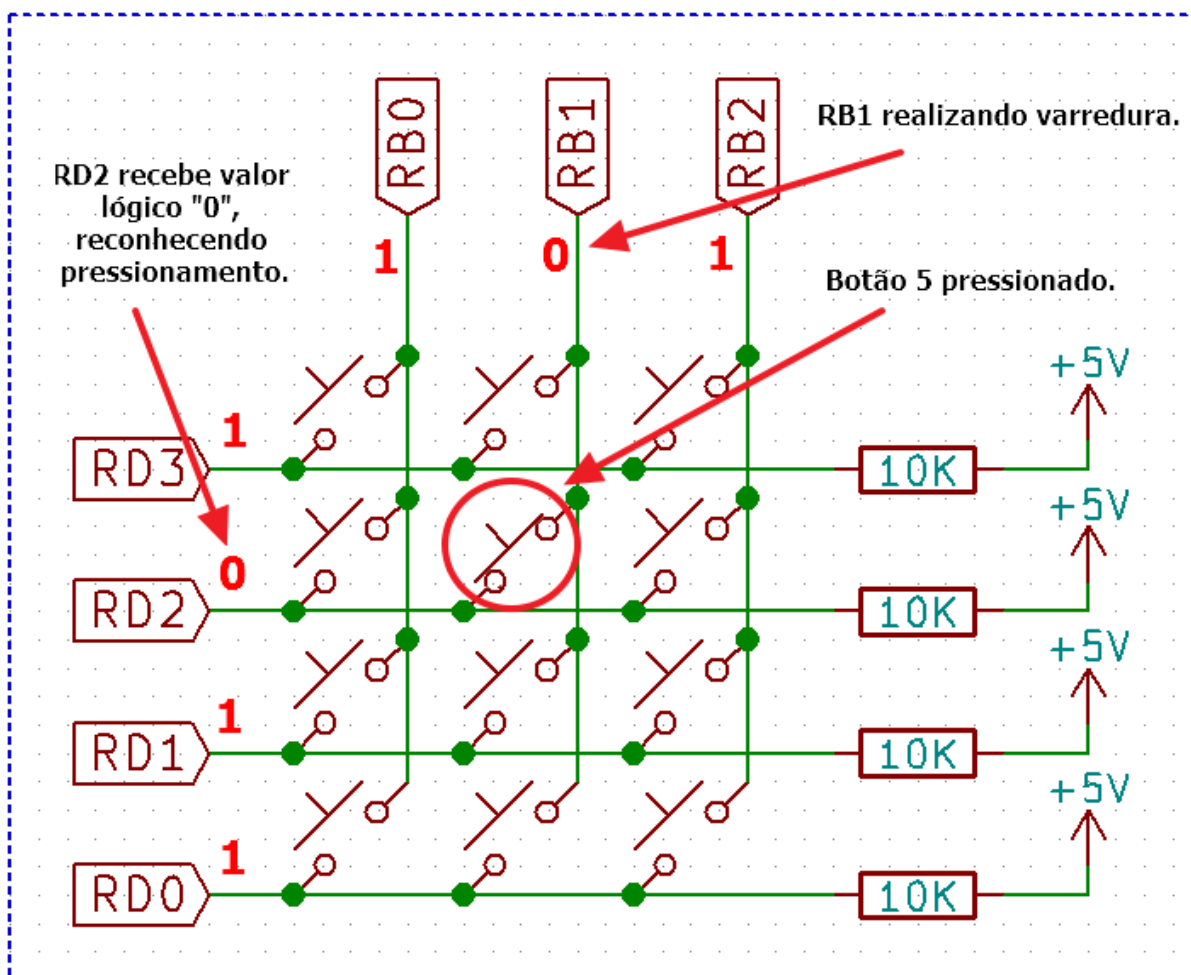 RB0
RB1
RB2
RB1 realizando varredura.
RD2 recebe valor
lógico "0",
reconhecendo
pressionamento.
1
0
1
Botão 5 pressionado.
+5V
1
RD3
10K
+5V
0
RD2
10K
+5V
1
RD1
10K
+5V
1
RD0
10K